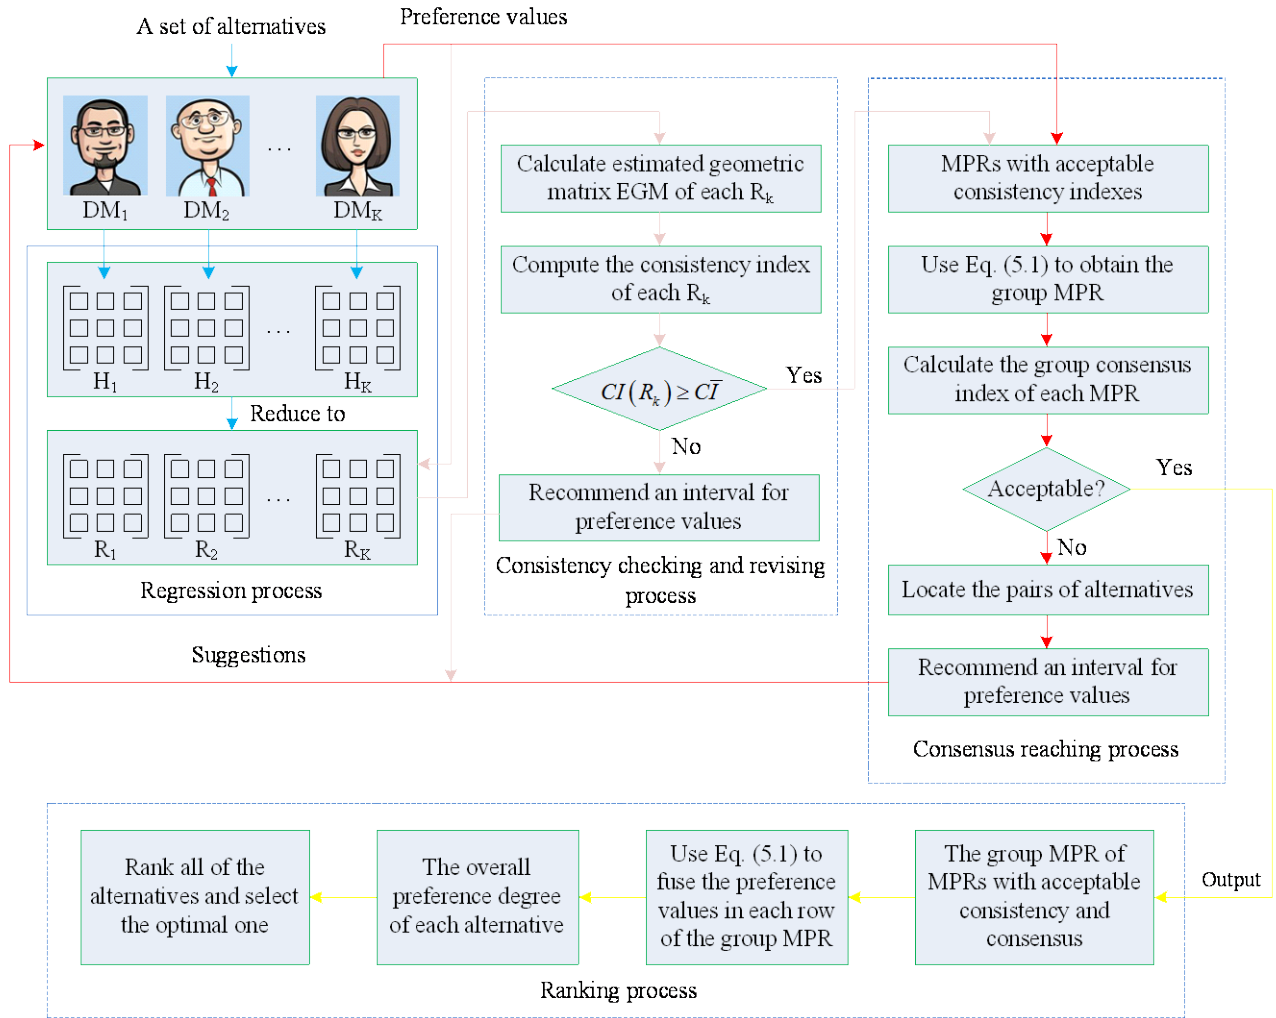 A set of alternatives
Preference values
DM1
DM2
...
DMK
H1
H2
...
HK
Reduce to
R1
R2
...
RK
Regression process
Suggestions
Calculate estimated geometric
matrix EGM of each Rk
Compute the consistency index
of each Rk
CI(Rk) ≥ C̅I̅
Yes
No
Recommend an interval for
preference values
Consistency checking and revising
process
MPRs with acceptable
consistency indexes
Use Eq. (5.1) to obtain the
group MPR
Calculate the group consensus
index of each MPR
Acceptable?
Yes
No
Locate the pairs of alternatives
Recommend an interval for
preference values
Consensus reaching process
Output
Rank all of the
alternatives and select
the optimal one
The overall
preference degree
of each alternative
Use Eq. (5.1) to
fuse the preference
values in each row
of the group MPR
The group MPR of
MPRs with acceptable
consistency and
consensus
Ranking process